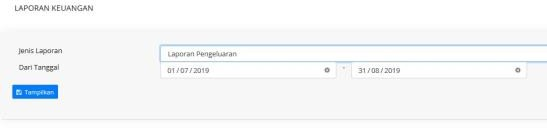 LAPORAN KEUANGAN
Jenis Laporan
Laporan Pengeluaran
Dari Tanggal
01 / 07 / 2019 - 31 / 08 / 2019
Tampilkan